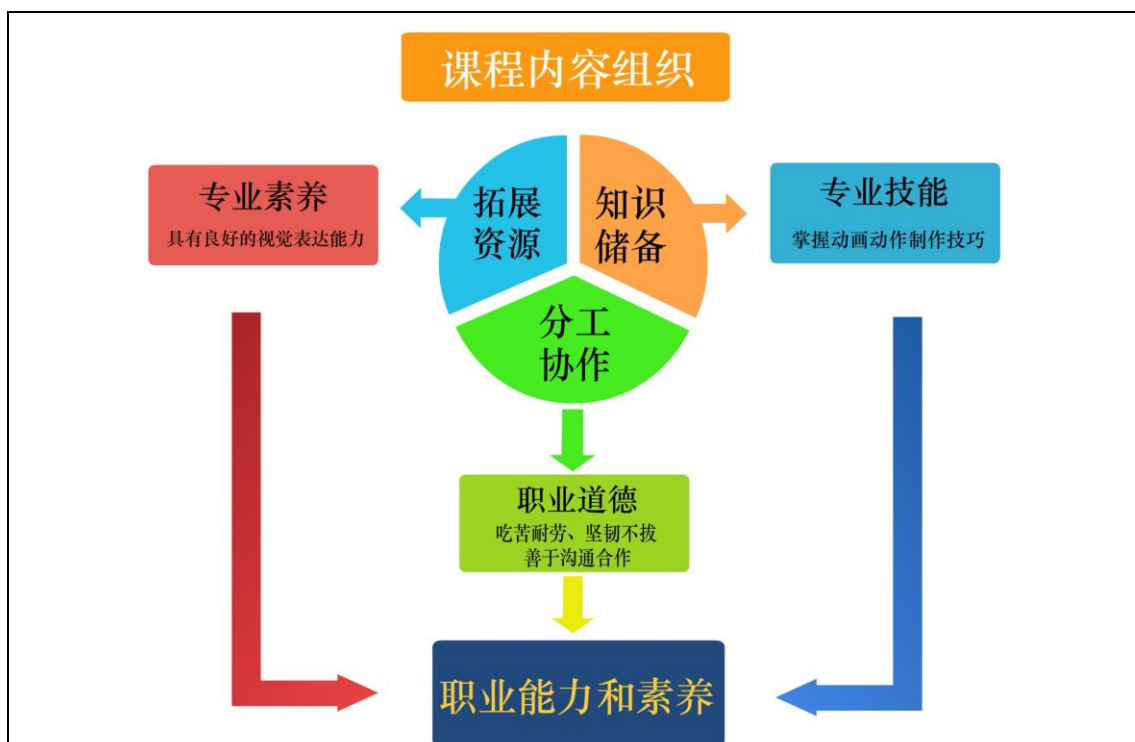 课程内容组织
专业素养
具有良好的视觉表达能力
拓展
资源
知识
储备
专业技能
掌握动画动作制作技巧
分工
协作
职业道德
吃苦耐劳、坚韧不拔
善于沟通合作
职业能力和素养